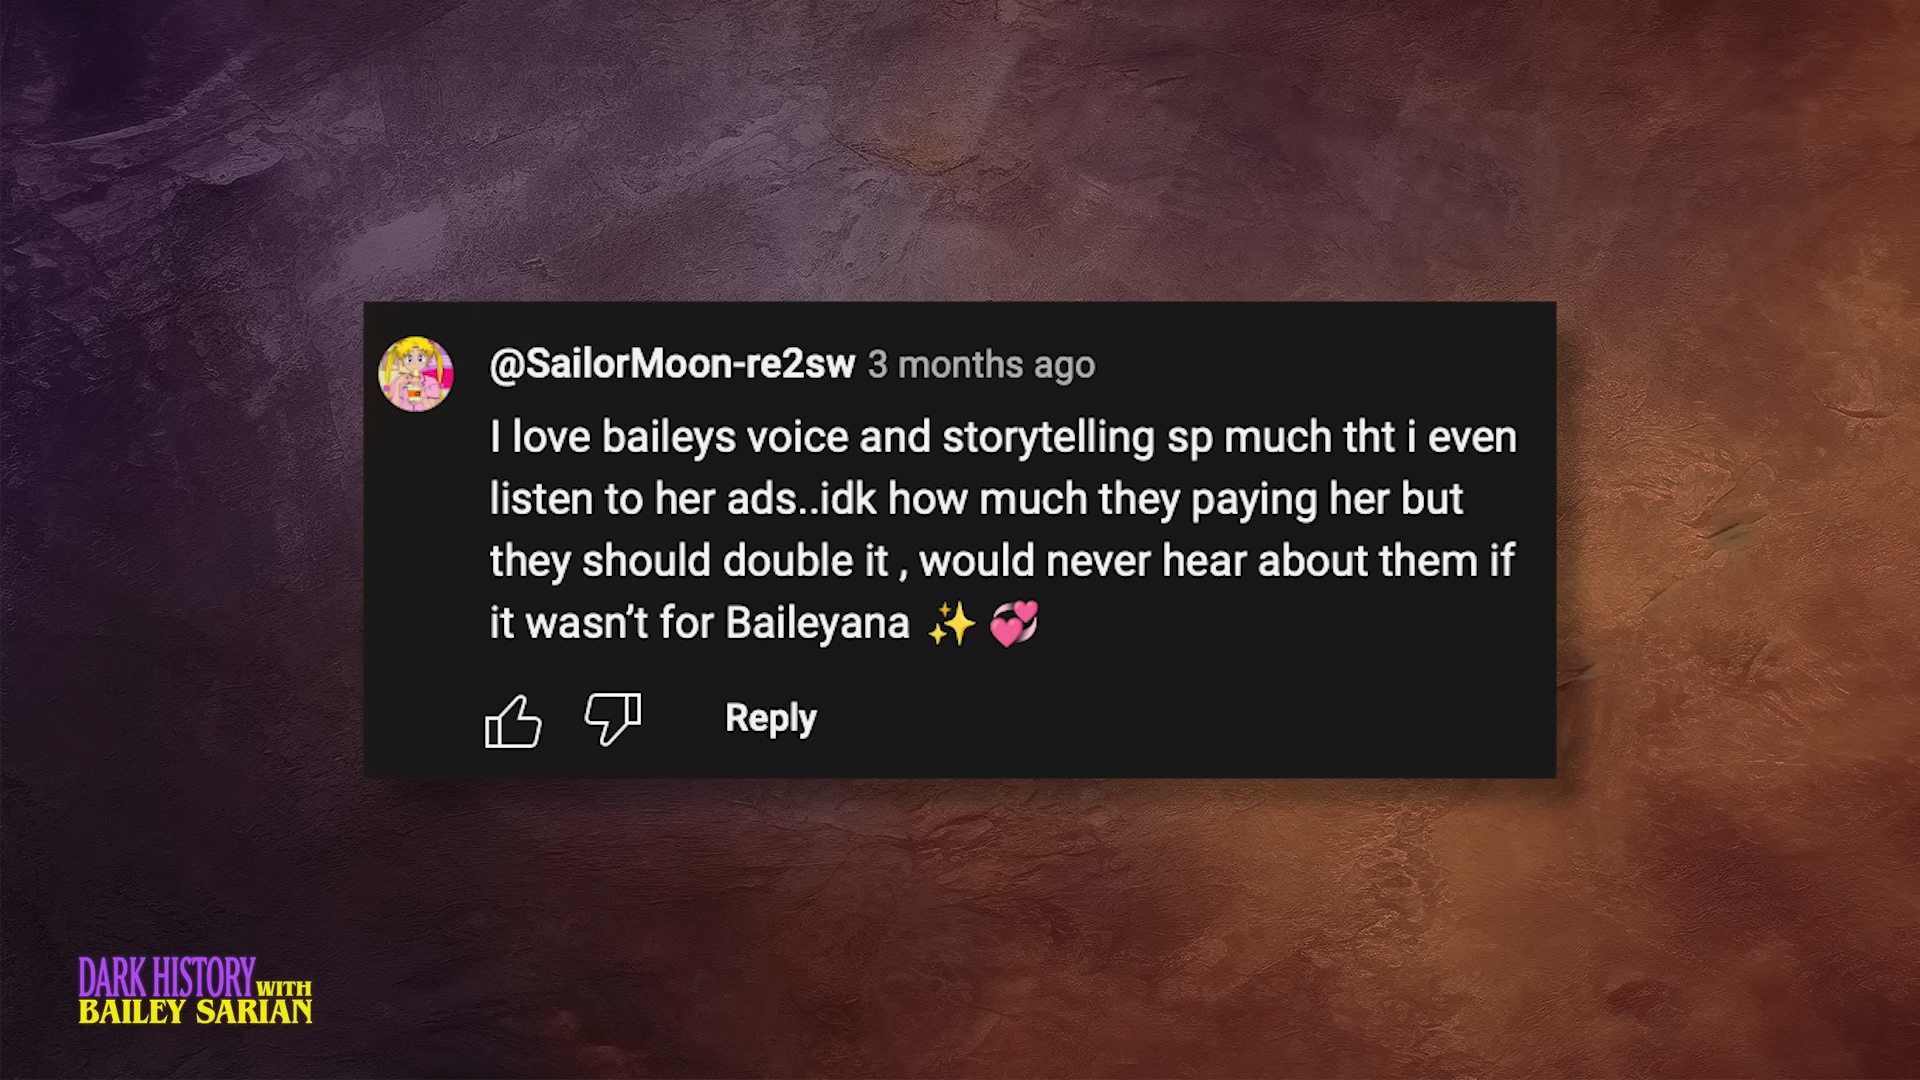 @SailorMoon-re2sw 3 months ago
I love baileys voice and storytelling sp much tht i even
listen to her ads..idk how much they paying her but
they should double it , would never hear about them if
it wasn’t for Baileyana ✨ 💞
Reply
DARK HISTORY WITH
BAILEY SARIAN